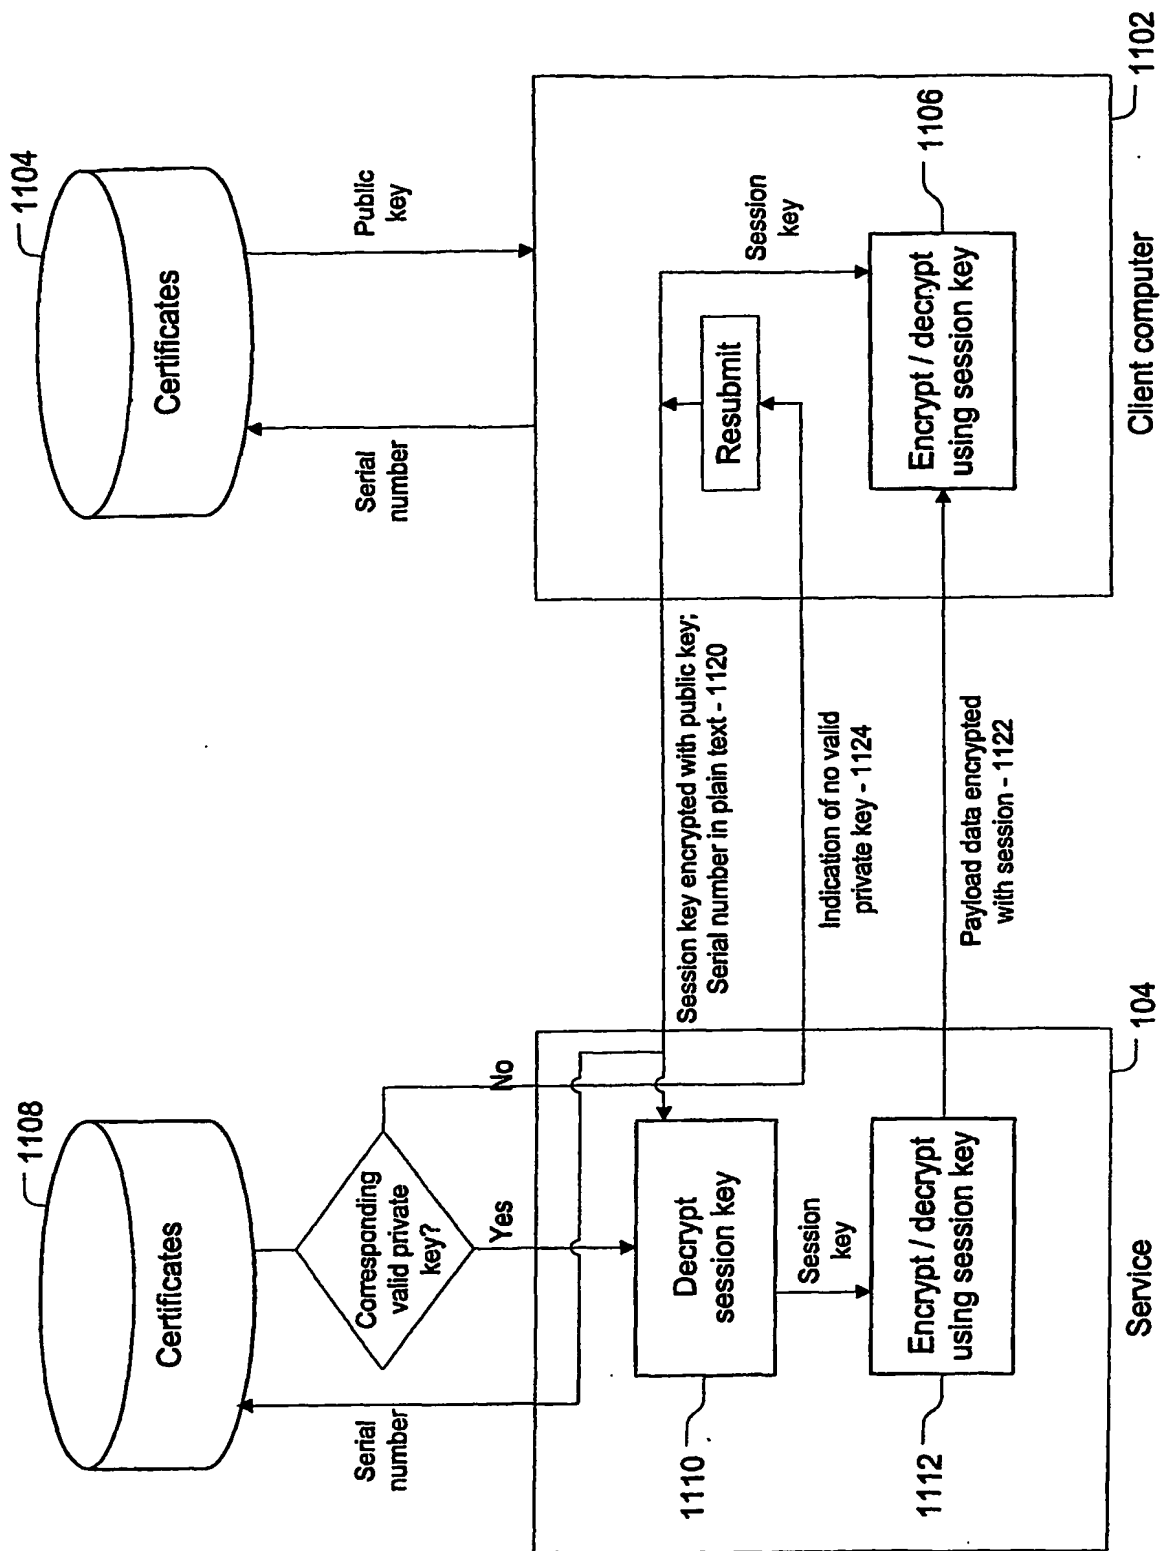 1108
Certificates
Serial
number
Corresponding
valid private
key?
No
Yes
Decrypt
session key
1110
Session
key
Encrypt / decrypt
using session key
1112
104
Service
Session key encrypted with public key;
Serial number in plain text - 1120
Indication of no valid
private key - 1124
Payload data encrypted
with session - 1122
1104
Certificates
Serial
number
Public
key
Resubmit
Session
key
Encrypt / decrypt
using session key
1106
1102
Client computer